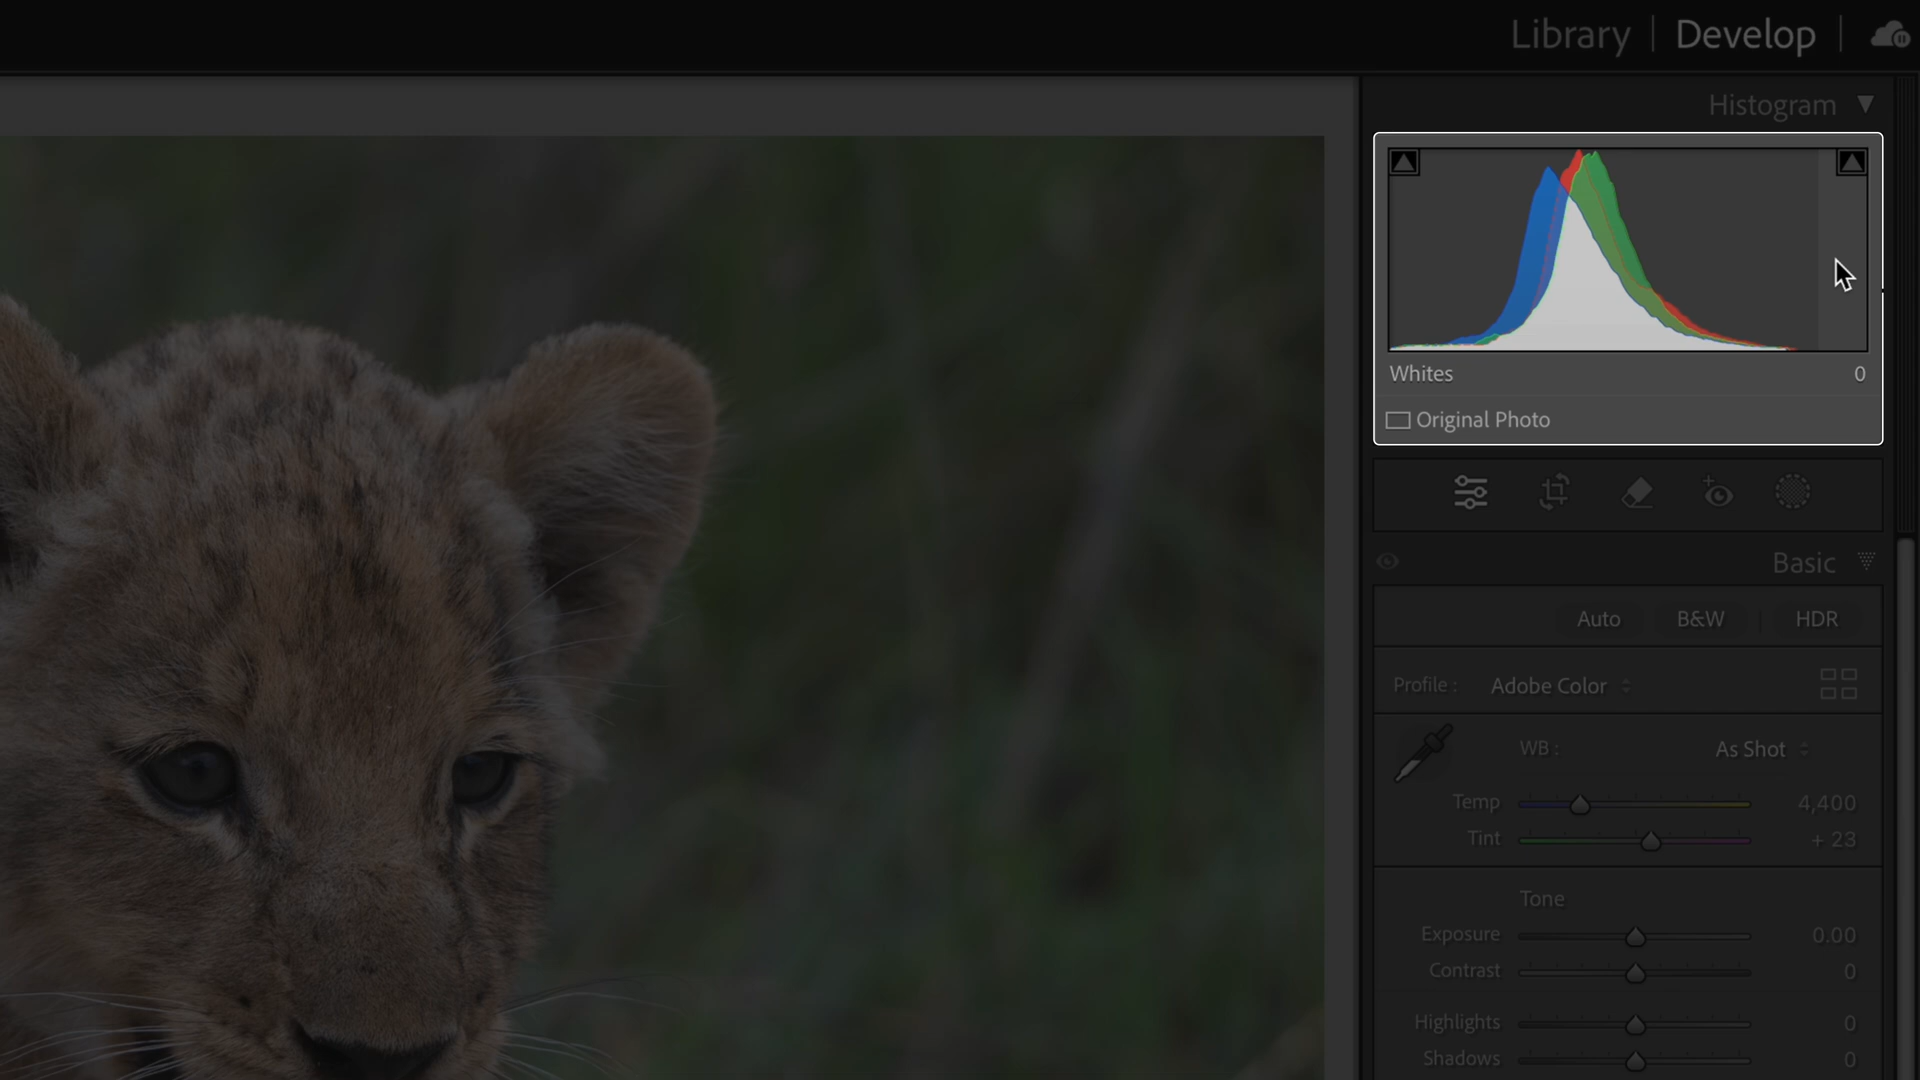 Library | Develop |
Histogram
Whites 0
Original Photo
Basic
Auto B&W HDR
Profile : Adobe Color
WB : As Shot
Temp 4,400
Tint + 23
Tone
Exposure 0.00
Contrast 0
Highlights 0
Shadows 0